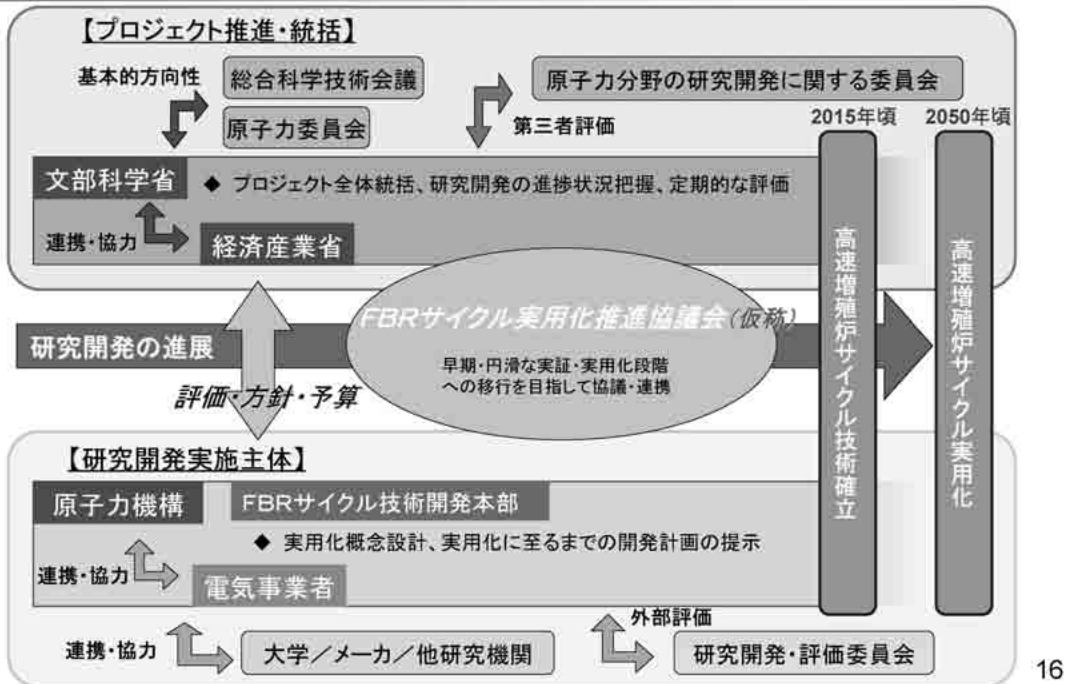 【プロジェクト推進・統括】
基本的方向性
総合科学技術会議
原子力委員会
原子力分野の研究開発に関する委員会
第三者評価
2015年頃
2050年頃
文部科学省
◆ プロジェクト全体統括、研究開発の進捗状況把握、定期的な評価
連携・協力
経済産業省
FBRサイクル実用化推進協議会(仮称)
早期・円滑な実証・実用化段階
への移行を目指して協議・連携
研究開発の進展
評価・方針・予算
高速増殖炉サイクル技術確立
高速増殖炉サイクル実用化
【研究開発実施主体】
原子力機構
FBRサイクル技術開発本部
◆ 実用化概念設計、実用化に至るまでの開発計画の提示
連携・協力
電気事業者
連携・協力
大学／メーカ／他研究機関
外部評価
研究開発・評価委員会
16